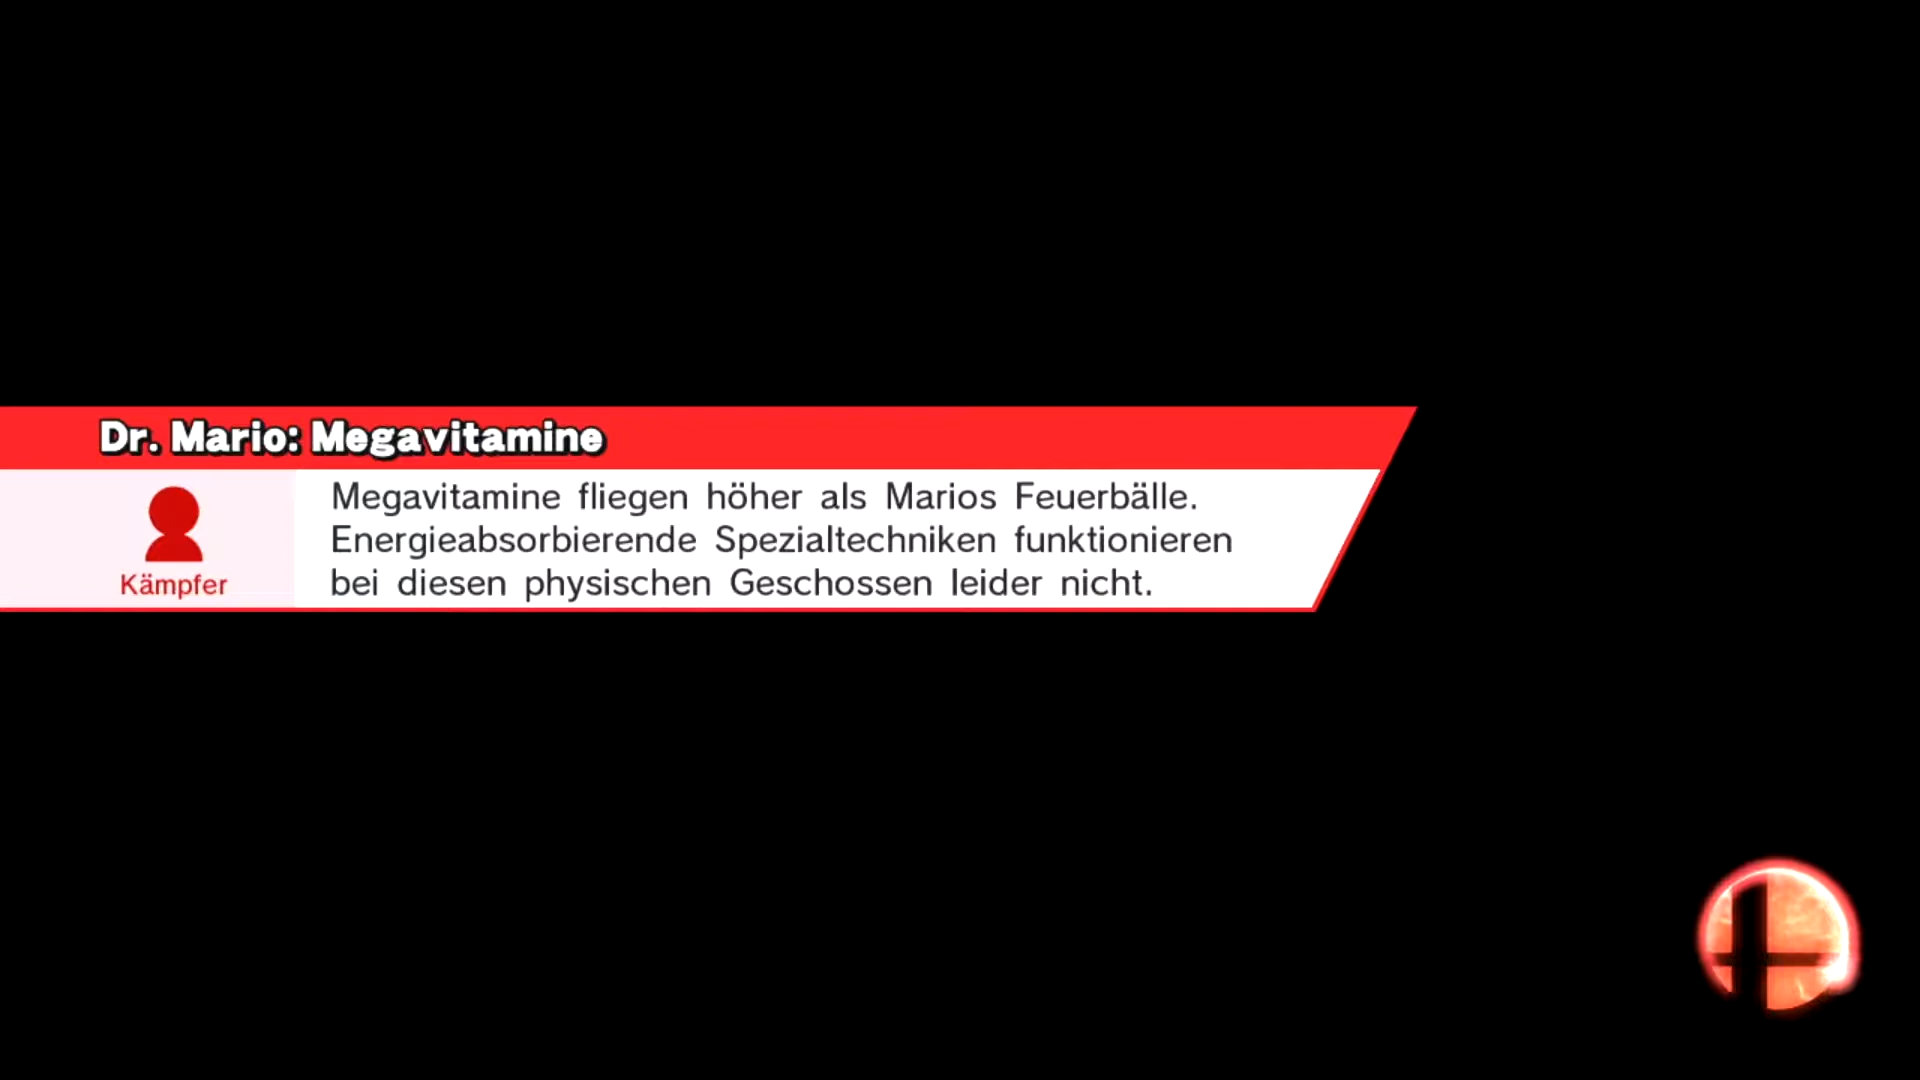 Dr. Mario: Megavitamine
Kämpfer
Megavitamine fliegen höher als Marios Feuerbälle.
Energieabsorbierende Spezialtechniken funktionieren
bei diesen physischen Geschossen leider nicht.